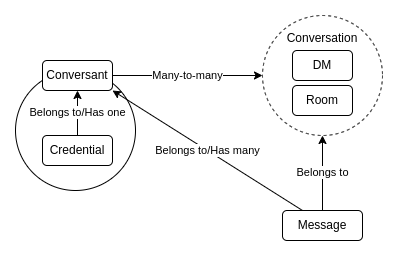 Conversation
DM
Conversant
Many-to-many
Room
Belongs to/Has one
Credential
Belongs to/Has many
Belongs to
Message